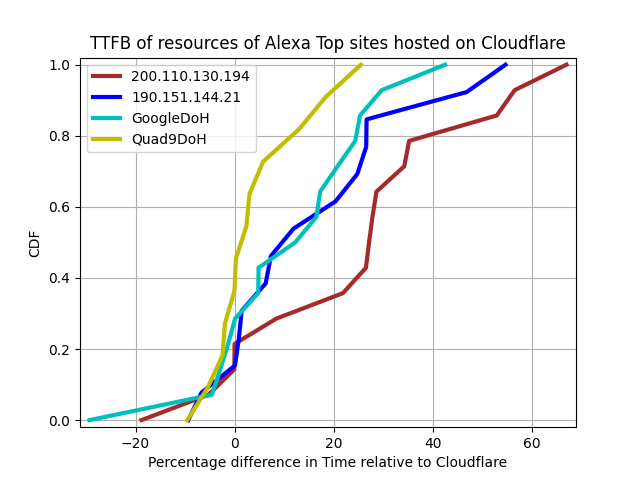 TTFB of resources of Alexa Top sites hosted on Cloudflare
200.110.130.194
190.151.144.21
GoogleDoH
Quad9DoH
CDF
1.0
0.8
0.6
0.4
0.2
0.0
−20
0
20
40
60
Percentage difference in Time relative to Cloudflare